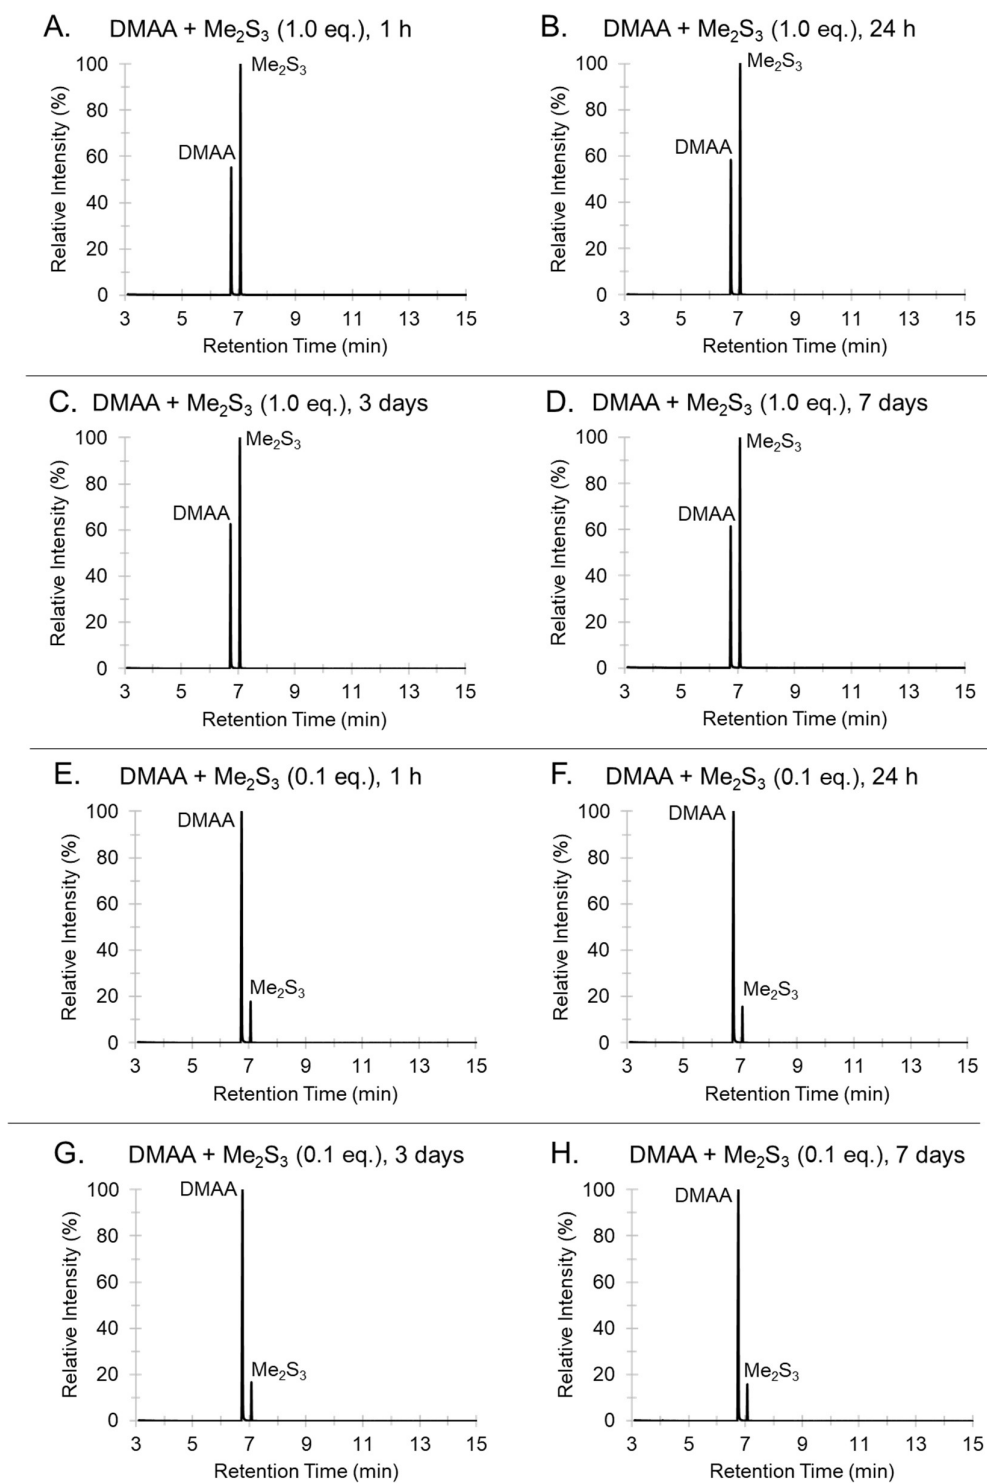 A. DMAA + Me₂S₃ (1.0 eq.), 1 h
Relative Intensity (%)
100
80
60
40
20
0
DMAA
Me₂S₃
3 5 7 9 11 13 15
Retention Time (min)
B. DMAA + Me₂S₃ (1.0 eq.), 24 h
Relative Intensity (%)
100
80
60
40
20
0
DMAA
Me₂S₃
3 5 7 9 11 13 15
Retention Time (min)
C. DMAA + Me₂S₃ (1.0 eq.), 3 days
Relative Intensity (%)
100
80
60
40
20
0
DMAA
Me₂S₃
3 5 7 9 11 13 15
Retention Time (min)
D. DMAA + Me₂S₃ (1.0 eq.), 7 days
Relative Intensity (%)
100
80
60
40
20
0
DMAA
Me₂S₃
3 5 7 9 11 13 15
Retention Time (min)
E. DMAA + Me₂S₃ (0.1 eq.), 1 h
Relative Intensity (%)
100
80
60
40
20
0
DMAA
Me₂S₃
3 5 7 9 11 13 15
Retention Time (min)
F. DMAA + Me₂S₃ (0.1 eq.), 24 h
Relative Intensity (%)
100
80
60
40
20
0
DMAA
Me₂S₃
3 5 7 9 11 13 15
Retention Time (min)
G. DMAA + Me₂S₃ (0.1 eq.), 3 days
Relative Intensity (%)
100
80
60
40
20
0
DMAA
Me₂S₃
3 5 7 9 11 13 15
Retention Time (min)
H. DMAA + Me₂S₃ (0.1 eq.), 7 days
Relative Intensity (%)
100
80
60
40
20
0
DMAA
Me₂S₃
3 5 7 9 11 13 15
Retention Time (min)